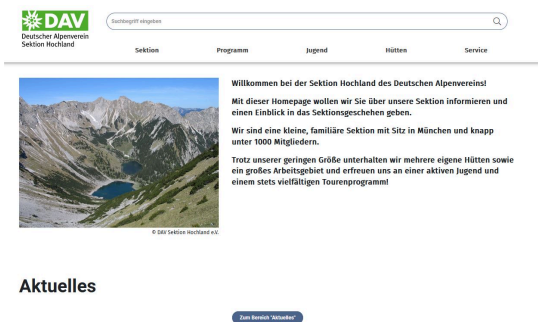 DAV
Deutscher Alpenverein
Sektion Hochland
Suchbegriff eingeben
Sektion
Programm
Jugend
Hütten
Service
Willkommen bei der Sektion Hochland des Deutschen Alpenvereins!
Mit dieser Homepage wollen wir Sie über unsere Sektion informieren und
einen Einblick in das Sektionsgeschehen geben.
Wir sind eine kleine, familiäre Sektion mit Sitz in München und knapp
unter 1000 Mitgliedern.
Trotz unserer geringen Größe unterhalten wir mehrere eigene Hütten sowie
ein großes Arbeitsgebiet und erfreuen uns an einer aktiven Jugend und
einem stets vielfältigen Tourenprogramm!
© DAV Sektion Hochland e.V.
Aktuelles
Zum Bereich "Aktuelles"